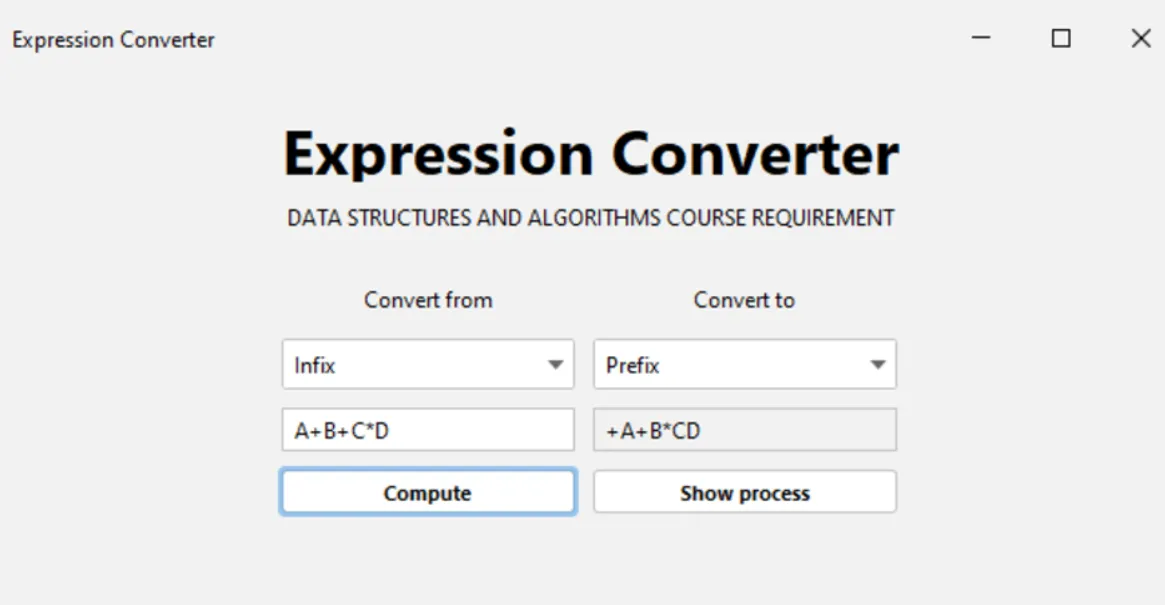 Expression Converter
Expression Converter
DATA STRUCTURES AND ALGORITHMS COURSE REQUIREMENT
Convert from Convert to
Infix Prefix
A+B+C*D +A+B*CD
Compute Show process